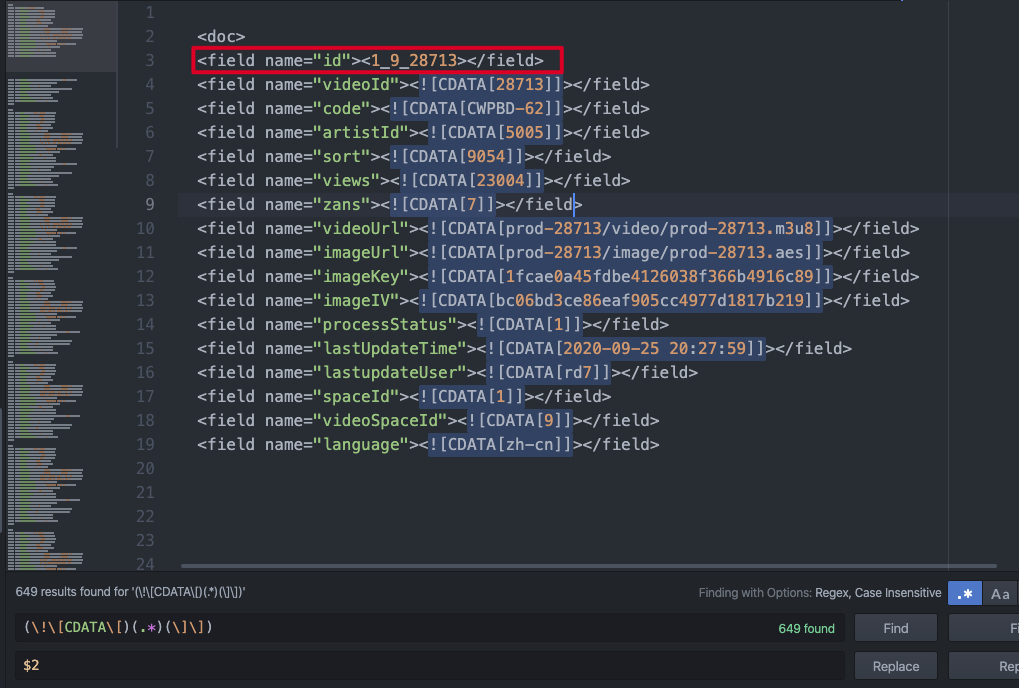 1
2 <doc>
3 <field name="id"><1_9_28713></field>
4 <field name="videoId"><![CDATA[28713]]></field>
5 <field name="code"><![CDATA[CWPBD-62]]></field>
6 <field name="artistId"><![CDATA[5005]]></field>
7 <field name="sort"><![CDATA[9054]]></field>
8 <field name="views"><![CDATA[23004]]></field>
9 <field name="zans"><![CDATA[7]]></field>
10 <field name="videoUrl"><![CDATA[prod-28713/video/prod-28713.m3u8]]></field>
11 <field name="imageUrl"><![CDATA[prod-28713/image/prod-28713.aes]]></field>
12 <field name="imageKey"><![CDATA[1fcae0a45fdbe4126038f366b4916c89]]></field>
13 <field name="imageIV"><![CDATA[bc06bd3ce86eaf905cc4977d1817b219]]></field>
14 <field name="processStatus"><![CDATA[1]]></field>
15 <field name="lastUpdateTime"><![CDATA[2020-09-25 20:27:59]]></field>
16 <field name="lastupdateUser"><![CDATA[rd7]]></field>
17 <field name="spaceId"><![CDATA[1]]></field>
18 <field name="videoSpaceId"><![CDATA[9]]></field>
19 <field name="language"><![CDATA[zh-cn]]></field>
20
21
22
23
24
649 results found for '(\!\[CDATA\[)(.*)(\]\])' Finding with Options: Regex, Case Insensitive .* Aa
(\!\[CDATA\[)(.*)(\]\]) 649 found Find Fi
$2 Replace Rep